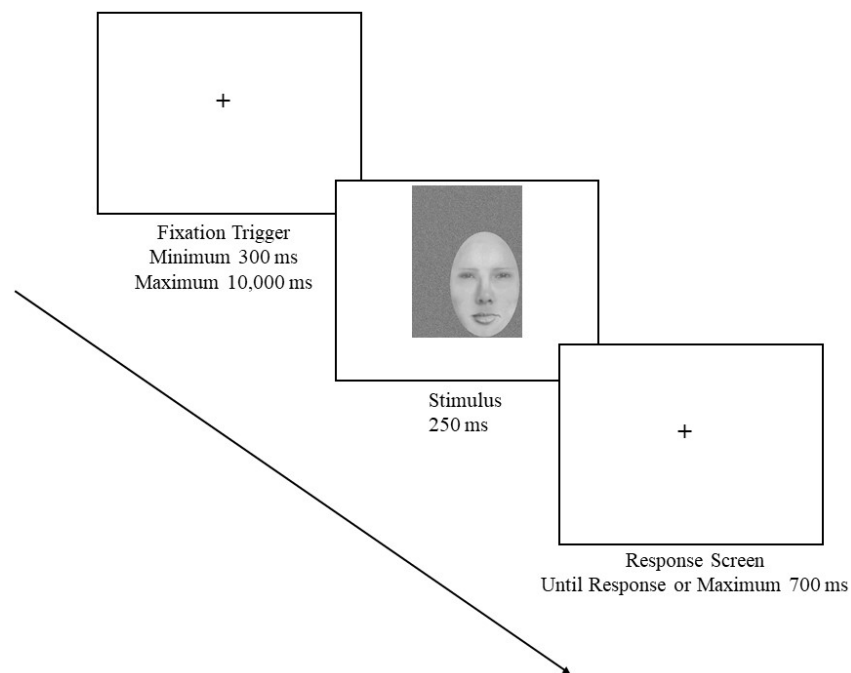 Fixation Trigger
Minimum 300 ms
Maximum 10,000 ms
Stimulus
250 ms
Response Screen
Until Response or Maximum 700 ms